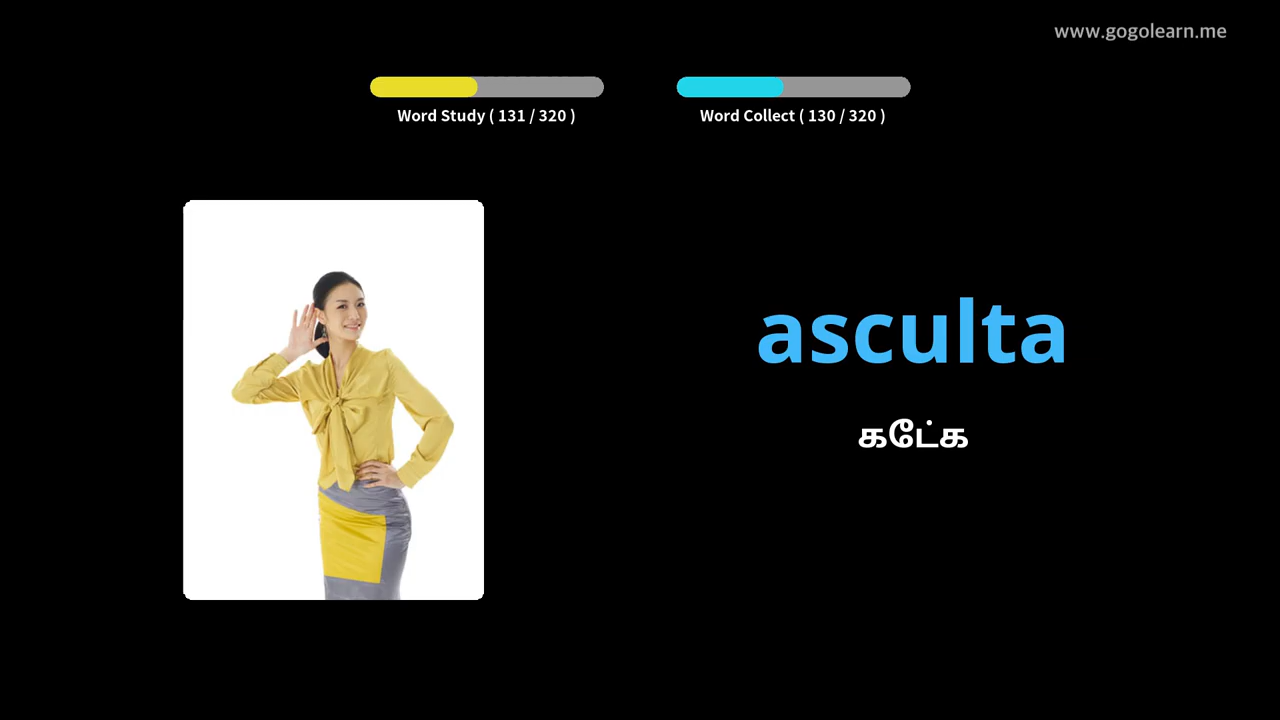 www.gogolearn.me
Word Study ( 131 / 320 )
Word Collect ( 130 / 320 )
asculta
கடே்க